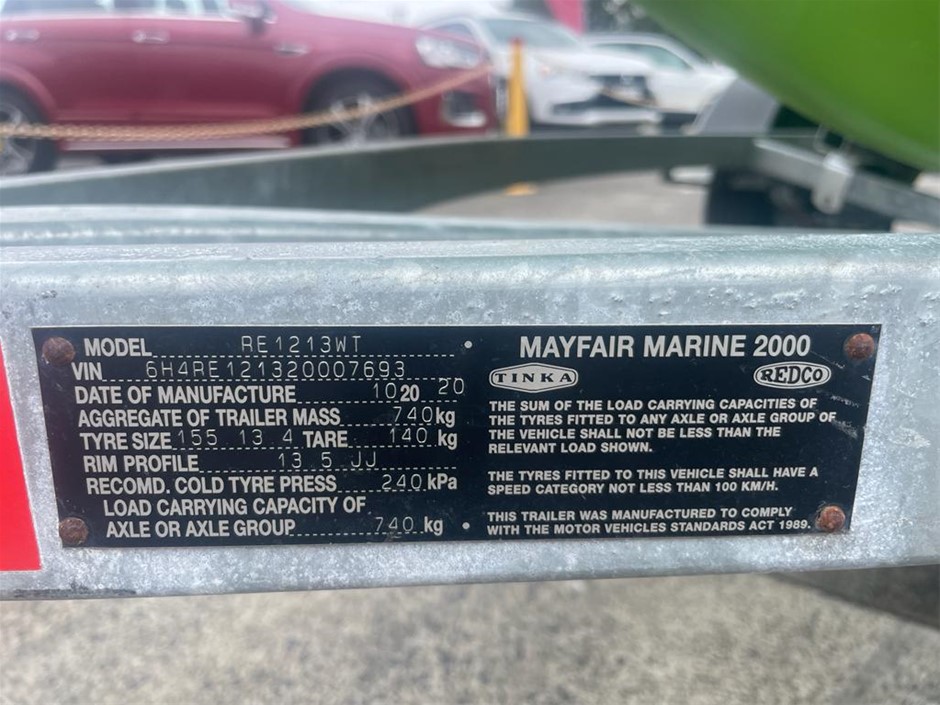 MODEL RE1213WT
VIN 6H4RE121320007693
DATE OF MANUFACTURE 10 20 20
AGGREGATE OF TRAILER MASS 740 kg
TYRE SIZE 155 13 4 TARE 140 kg
RIM PROFILE 13 5 JJ
RECOMD. COLD TYRE PRESS 240 kPa
LOAD CARRYING CAPACITY OF
AXLE OR AXLE GROUP 740 kg
MAYFAIR MARINE 2000
TINKA REDCO
THE SUM OF THE LOAD CARRYING CAPACITIES OF
THE TYRES FITTED TO ANY AXLE OR AXLE GROUP OF
THE VEHICLE SHALL NOT BE LESS THAN THE
RELEVANT LOAD SHOWN.
THE TYRES FITTED TO THIS VEHICLE SHALL HAVE A
SPEED CATEGORY NOT LESS THAN 100 KM/H.
THIS TRAILER WAS MANUFACTURED TO COMPLY
WITH THE MOTOR VEHICLES STANDARDS ACT 1989.